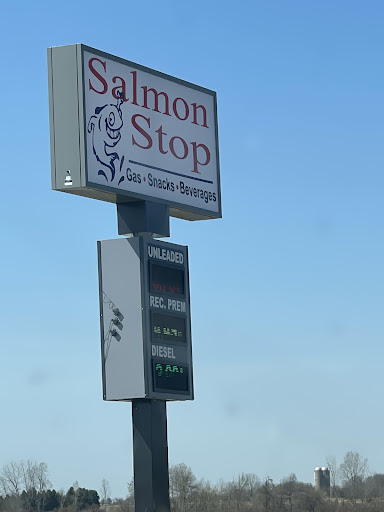 Salmon
Stop
Gas • Snacks • Beverages
UNLEADED
REC. PREM
DIESEL